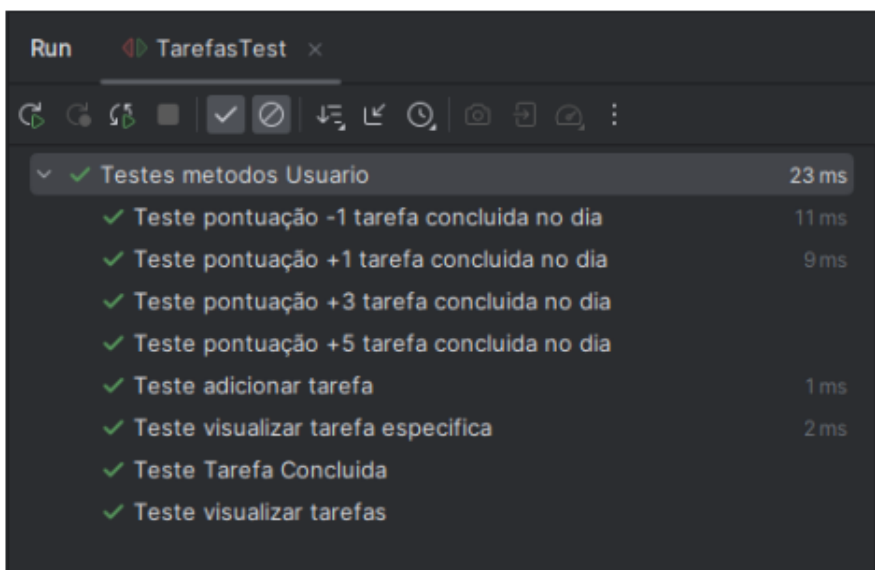 Run TarefasTest
Testes metodos Usuario 23 ms
Teste pontuação -1 tarefa concluida no dia 11 ms
Teste pontuação +1 tarefa concluida no dia 9 ms
Teste pontuação +3 tarefa concluida no dia
Teste pontuação +5 tarefa concluida no dia
Teste adicionar tarefa 1 ms
Teste visualizar tarefa especifica 2 ms
Teste Tarefa Concluida
Teste visualizar tarefas